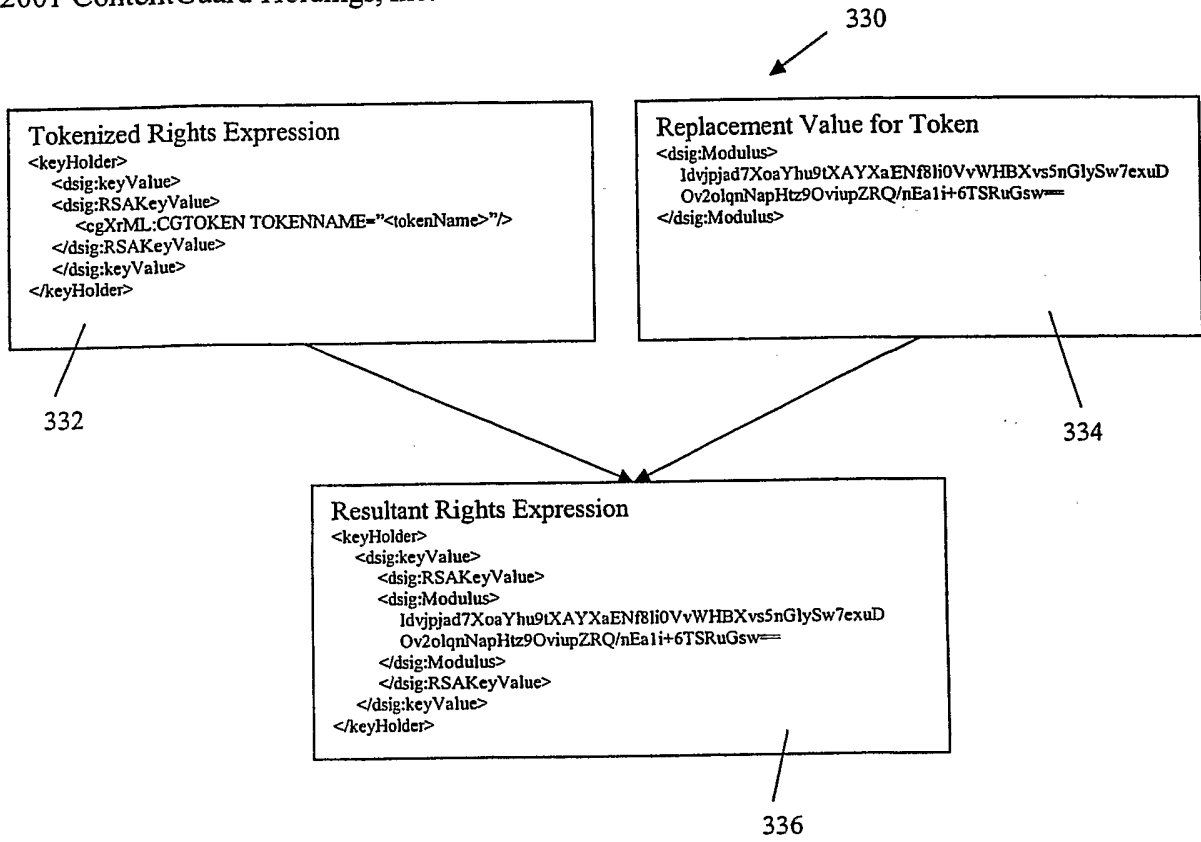 2001 ContentGuard Holdings, Inc.
330
Tokenized Rights Expression
<keyHolder>
<dsig:keyValue>
<dsig:RSAKeyValue>
<cgXrML:CGTOKEN TOKENNAME="<tokenName>"/>
</dsig:RSAKeyValue>
</dsig:keyValue>
</keyHolder>
332
Replacement Value for Token
<dsig:Modulus>
Idvjpjad7XoaYhu9tXAYXaENf8li0VvWHBXvs5nGlySw7exuD
Ov2olqnNapHtz9OviupZRQ/nEa1i+6TSRuGsw==
</dsig:Modulus>
334
Resultant Rights Expression
<keyHolder>
<dsig:keyValue>
<dsig:RSAKeyValue>
<dsig:Modulus>
Idvjpjad7XoaYhu9tXAYXaENf8li0VvWHBXvs5nGlySw7exuD
Ov2olqnNapHtz9OviupZRQ/nEa1i+6TSRuGsw==
</dsig:Modulus>
</dsig:RSAKeyValue>
</dsig:keyValue>
</keyHolder>
336